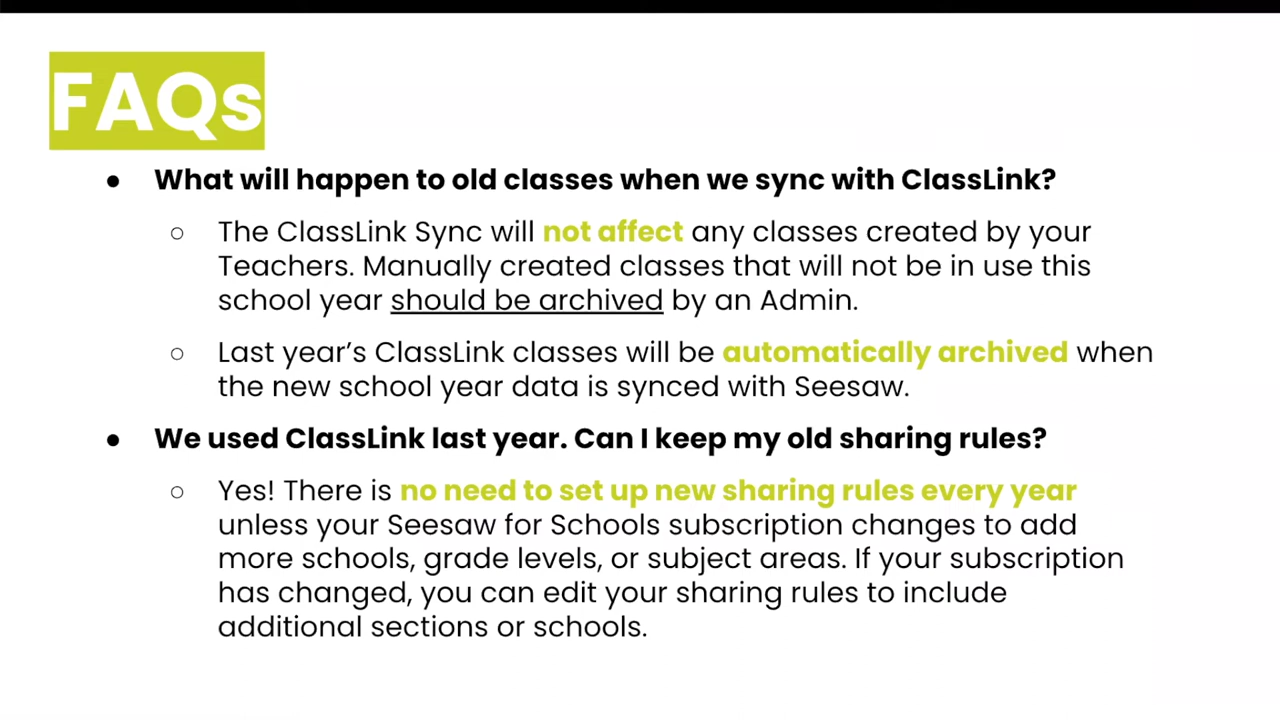 FAQs
● What will happen to old classes when we sync with ClassLink?
○ The ClassLink Sync will not affect any classes created by your
Teachers. Manually created classes that will not be in use this
school year should be archived by an Admin.
○ Last year’s ClassLink classes will be automatically archived when
the new school year data is synced with Seesaw.
● We used ClassLink last year. Can I keep my old sharing rules?
○ Yes! There is no need to set up new sharing rules every year
unless your Seesaw for Schools subscription changes to add
more schools, grade levels, or subject areas. If your subscription
has changed, you can edit your sharing rules to include
additional sections or schools.